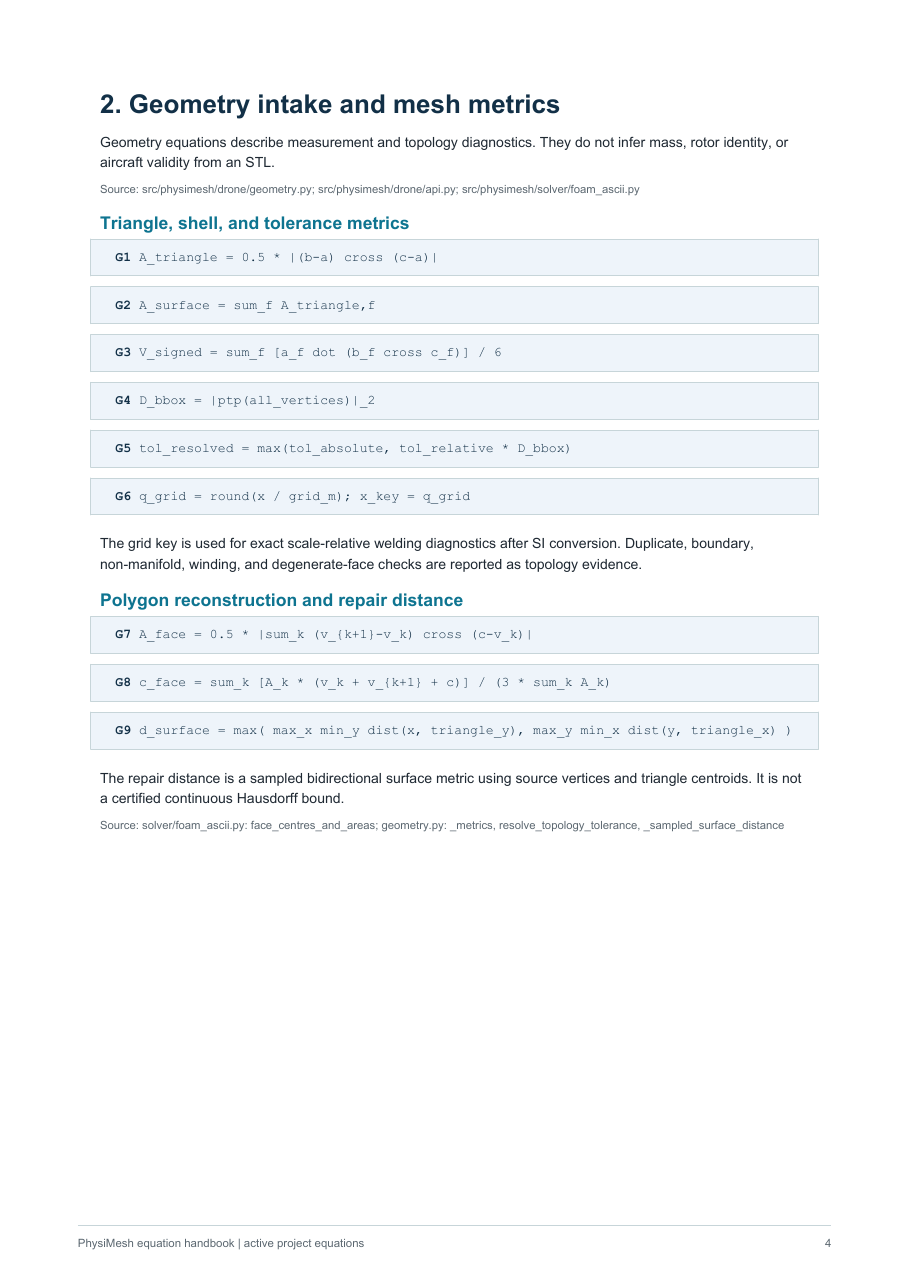 2. Geometry intake and mesh metrics
Geometry equations describe measurement and topology diagnostics. They do not infer mass, rotor identity, or
aircraft validity from an STL.
Source: src/physimesh/drone/geometry.py; src/physimesh/drone/api.py; src/physimesh/solver/foam_ascii.py
Triangle, shell, and tolerance metrics
G1 A_triangle = 0.5 * |(b-a) cross (c-a)|
G2 A_surface = sum_f A_triangle,f
G3 V_signed = sum_f [a_f dot (b_f cross c_f)] / 6
G4 D_bbox = |ptp(all_vertices)|_2
G5 tol_resolved = max(tol_absolute, tol_relative * D_bbox)
G6 q_grid = round(x / grid_m); x_key = q_grid
The grid key is used for exact scale-relative welding diagnostics after SI conversion. Duplicate, boundary,
non-manifold, winding, and degenerate-face checks are reported as topology evidence.
Polygon reconstruction and repair distance
G7 A_face = 0.5 * |sum_k (v_{k+1}-v_k) cross (c-v_k)|
G8 c_face = sum_k [A_k * (v_k + v_{k+1} + c)] / (3 * sum_k A_k)
G9 d_surface = max( max_x min_y dist(x, triangle_y), max_y min_x dist(y, triangle_x) )
The repair distance is a sampled bidirectional surface metric using source vertices and triangle centroids. It is not
a certified continuous Hausdorff bound.
Source: solver/foam_ascii.py: face_centres_and_areas; geometry.py: _metrics, resolve_topology_tolerance, _sampled_surface_distance
PhysiMesh equation handbook | active project equations
4